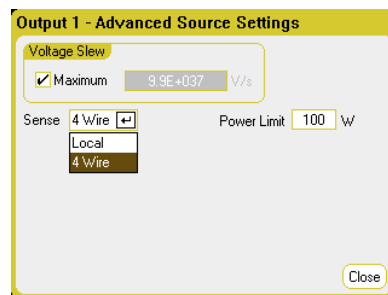 Output 1 - Advanced Source Settings
Voltage Slew
Maximum 9.9E+037 V/s
Sense 4 Wire Power Limit 100 W
Local
4 Wire
Close